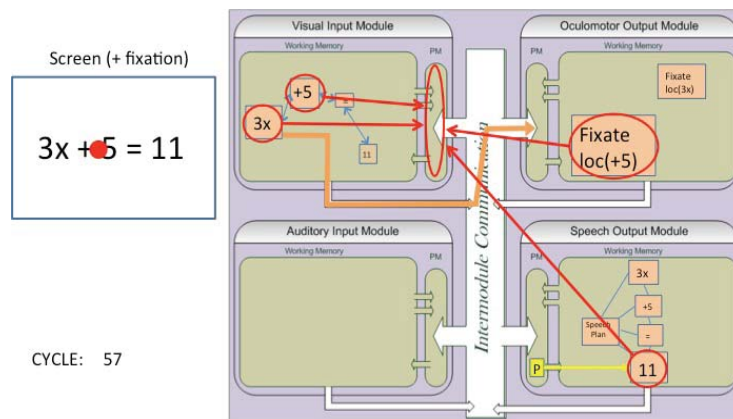 Screen (+ fixation)
3x + 5 = 11
CYCLE: 57
Visual Input Module
Working Memory
PM
+5
=
3x
11
Oculomotor Output Module
PM
Working Memory
Fixate
loc(3x)
Fixate
loc(+5)
Intermodule Communication
Auditory Input Module
Working Memory
PM
Speech Output Module
PM
Working Memory
3x
+5
Speech
Plan
=
P
11